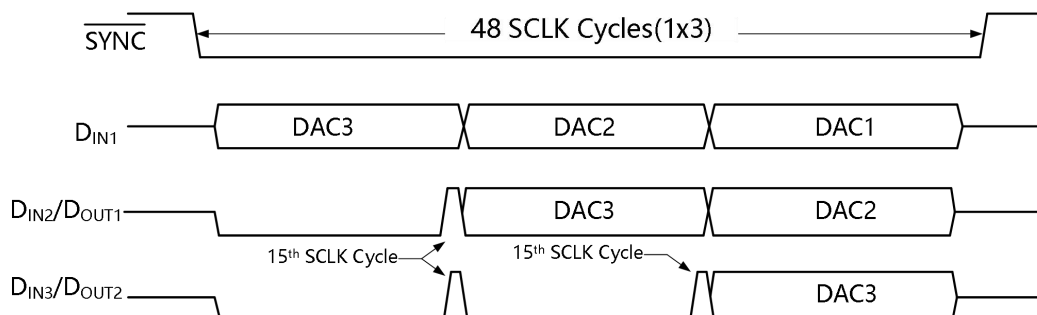 48 SCLK Cycles(1x3)
SYNC
DIN1 DAC3 DAC2 DAC1
DIN2/DOUT1 DAC3 DAC2
15th SCLK Cycle 15th SCLK Cycle
DIN3/DOUT2 DAC3